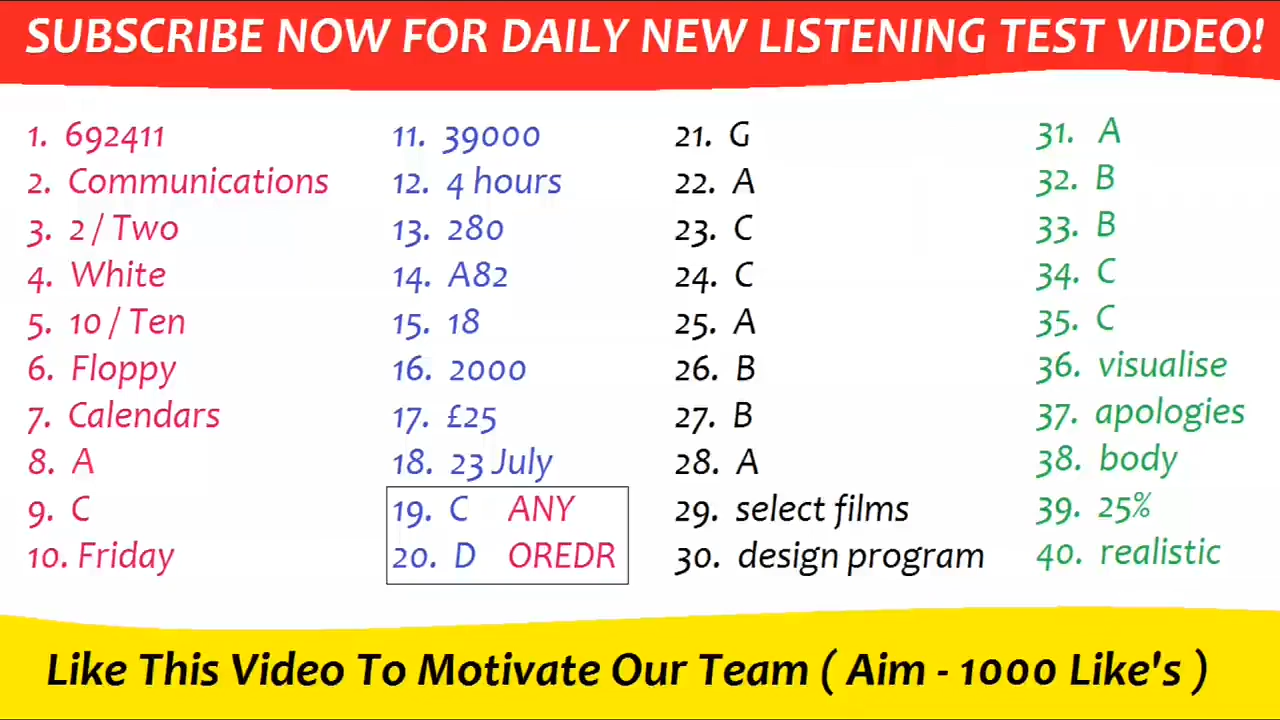 SUBSCRIBE NOW FOR DAILY NEW LISTENING TEST VIDEO!
1. 692411
2. Communications
3. 2 / Two
4. White
5. 10 / Ten
6. Floppy
7. Calendars
8. A
9. C
10. Friday
11. 39000
12. 4 hours
13. 280
14. A82
15. 18
16. 2000
17. £25
18. 23 July
19. C ANY
20. D OREDR
21. G
22. A
23. C
24. C
25. A
26. B
27. B
28. A
29. select films
30. design program
31. A
32. B
33. B
34. C
35. C
36. visualise
37. apologies
38. body
39. 25%
40. realistic
Like This Video To Motivate Our Team ( Aim - 1000 Like's )